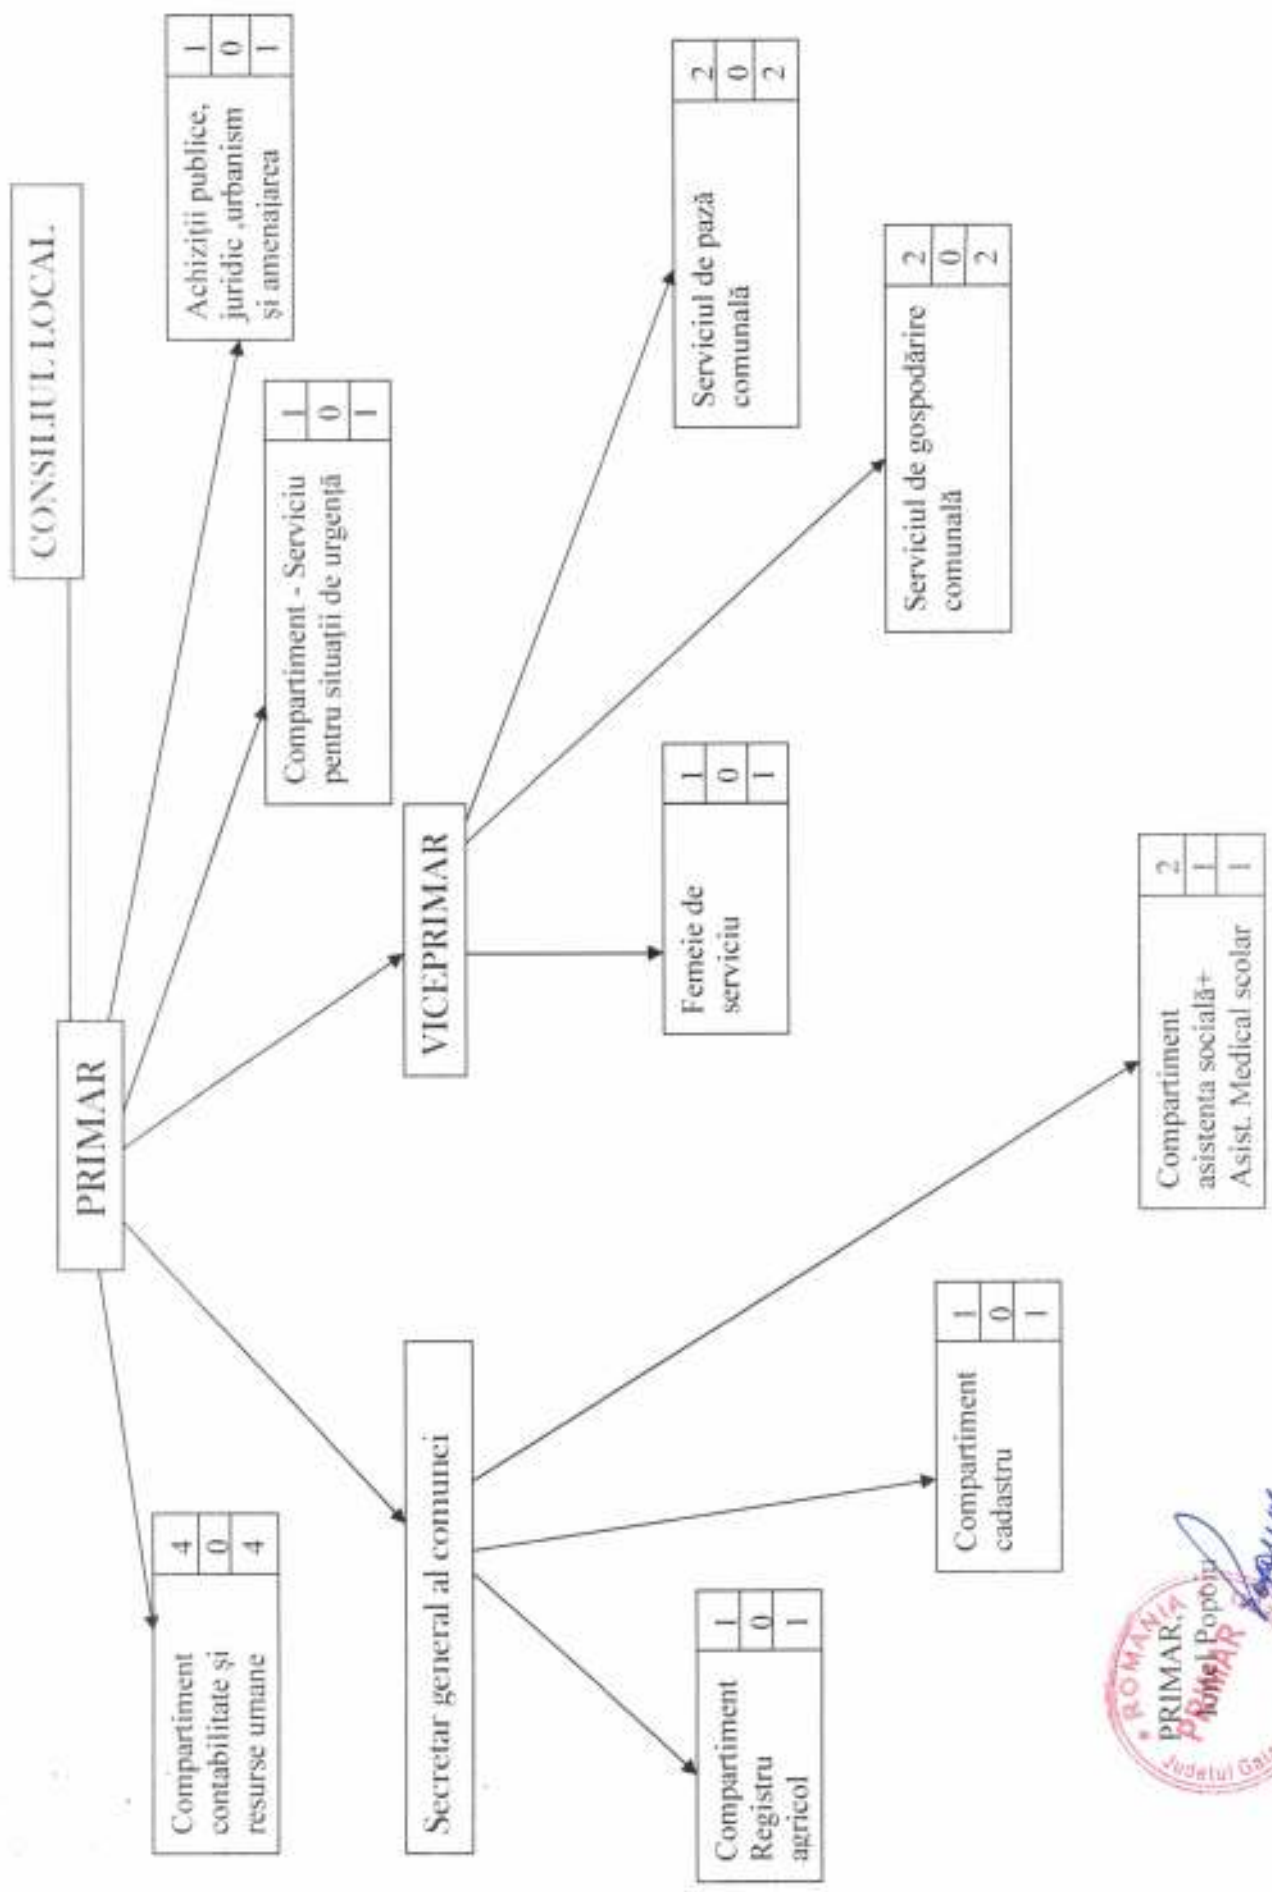 CONSILIUL LOCAL
PRIMAR
Compartiment
contabilitate și
resurse umane
4
0
4
Compartiment - Serviciu
pentru situații de urgență
1
0
1
Achiziții publice,
juridic ,urbanism
și amenajarea
1
0
1
Secretar general al comunei
VICEPRIMAR
Compartiment
Registru
agricol
1
0
1
Compartiment
cadastru
1
0
1
Compartiment
asistenta socială+
Asist. Medical scolar
2
1
1
Femeie de
serviciu
1
0
1
Serviciul de gospodărire
comunală
2
0
2
Serviciul de pază
comunală
2
0
2
PRIMAR,
Ionel Popoiu
ROMANIA
PRIMAR
Județul